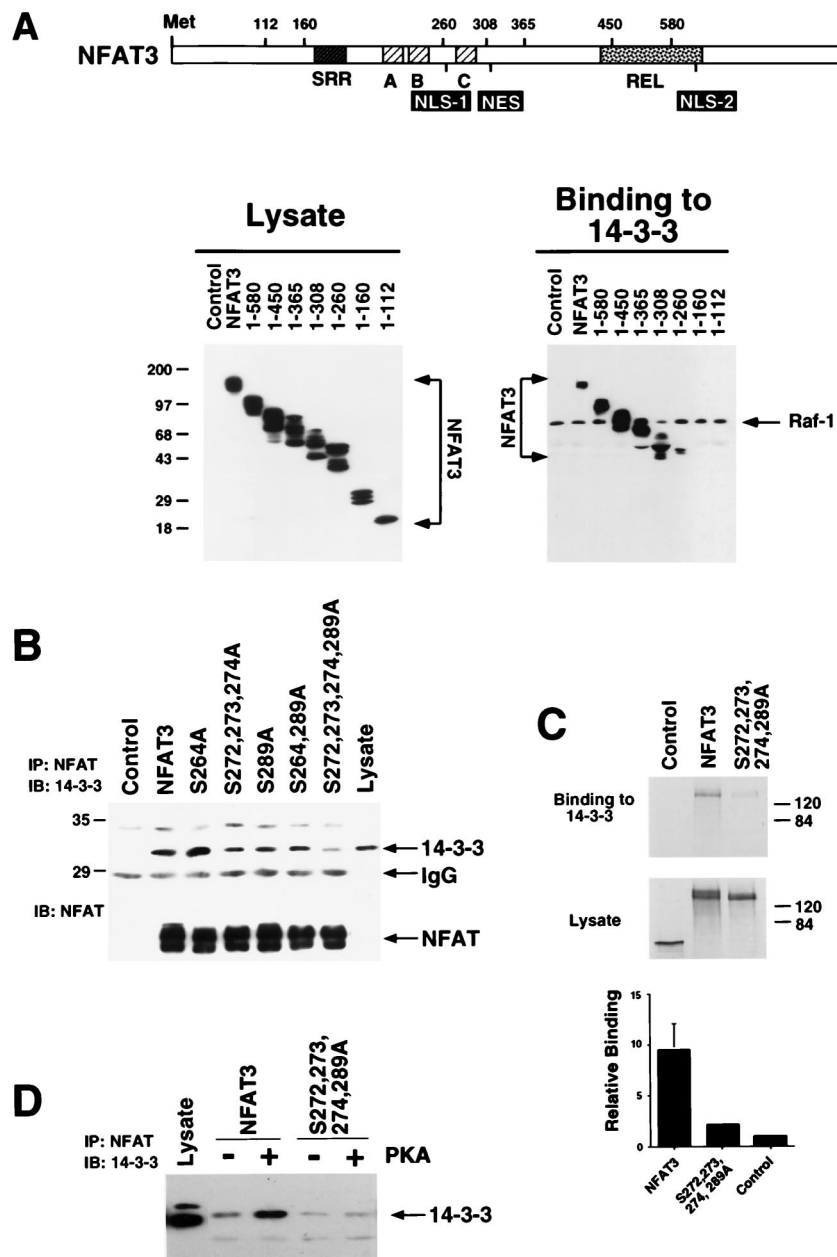 A
Met 112 160 260 308 365 450 580
NFAT3
SRR A B C REL
NLS-1 NES NLS-2
Lysate
Control
NFAT3
1-580
1-450
1-365
1-308
1-260
1-160
1-112
200
97
68
43
29
18
NFAT3
Binding to
14-3-3
Control
NFAT3
1-580
1-450
1-365
1-308
1-260
1-160
1-112
NFAT3
Raf-1
B
IP: NFAT
IB: 14-3-3
Control
NFAT3
S264A
S272,273,274A
S289A
S264,289A
S272,273,274,289A
Lysate
35
29
14-3-3
IgG
IB: NFAT
NFAT
C
Control
NFAT3
S272,273,
274,289A
Binding to
14-3-3
120
84
Lysate
120
84
Relative Binding
15
10
5
0
NFAT3
S272,273,
274, 289A
Control
D
IP: NFAT
IB: 14-3-3
Lysate
NFAT3
S272,273,
274,289A
- + - + PKA
14-3-3